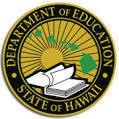 DEPARTMENT OF EDUCATION
STATE OF HAWAII